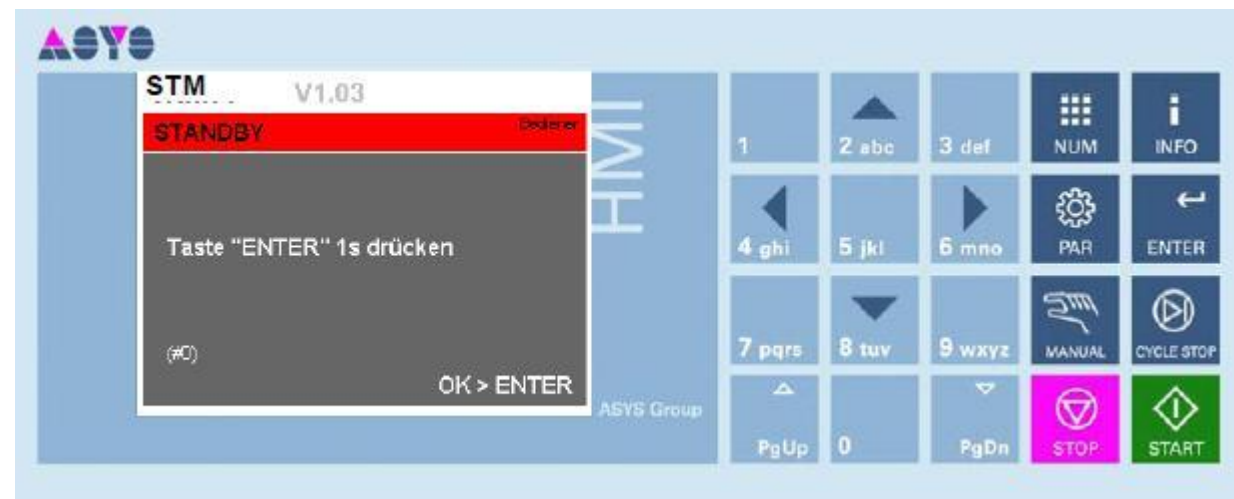 ASYS
STM V1.03
STANDBY Bediener
Taste "ENTER" 1s drücken
(#0)
OK > ENTER
HMI
ASYS Group
1 2 abc 3 def NUM INFO
4 ghi 5 jkl 6 mno PAR ENTER
7 pqrs 8 tuv 9 wxyz MANUAL CYCLE STOP
PgUp 0 PgDn STOP START